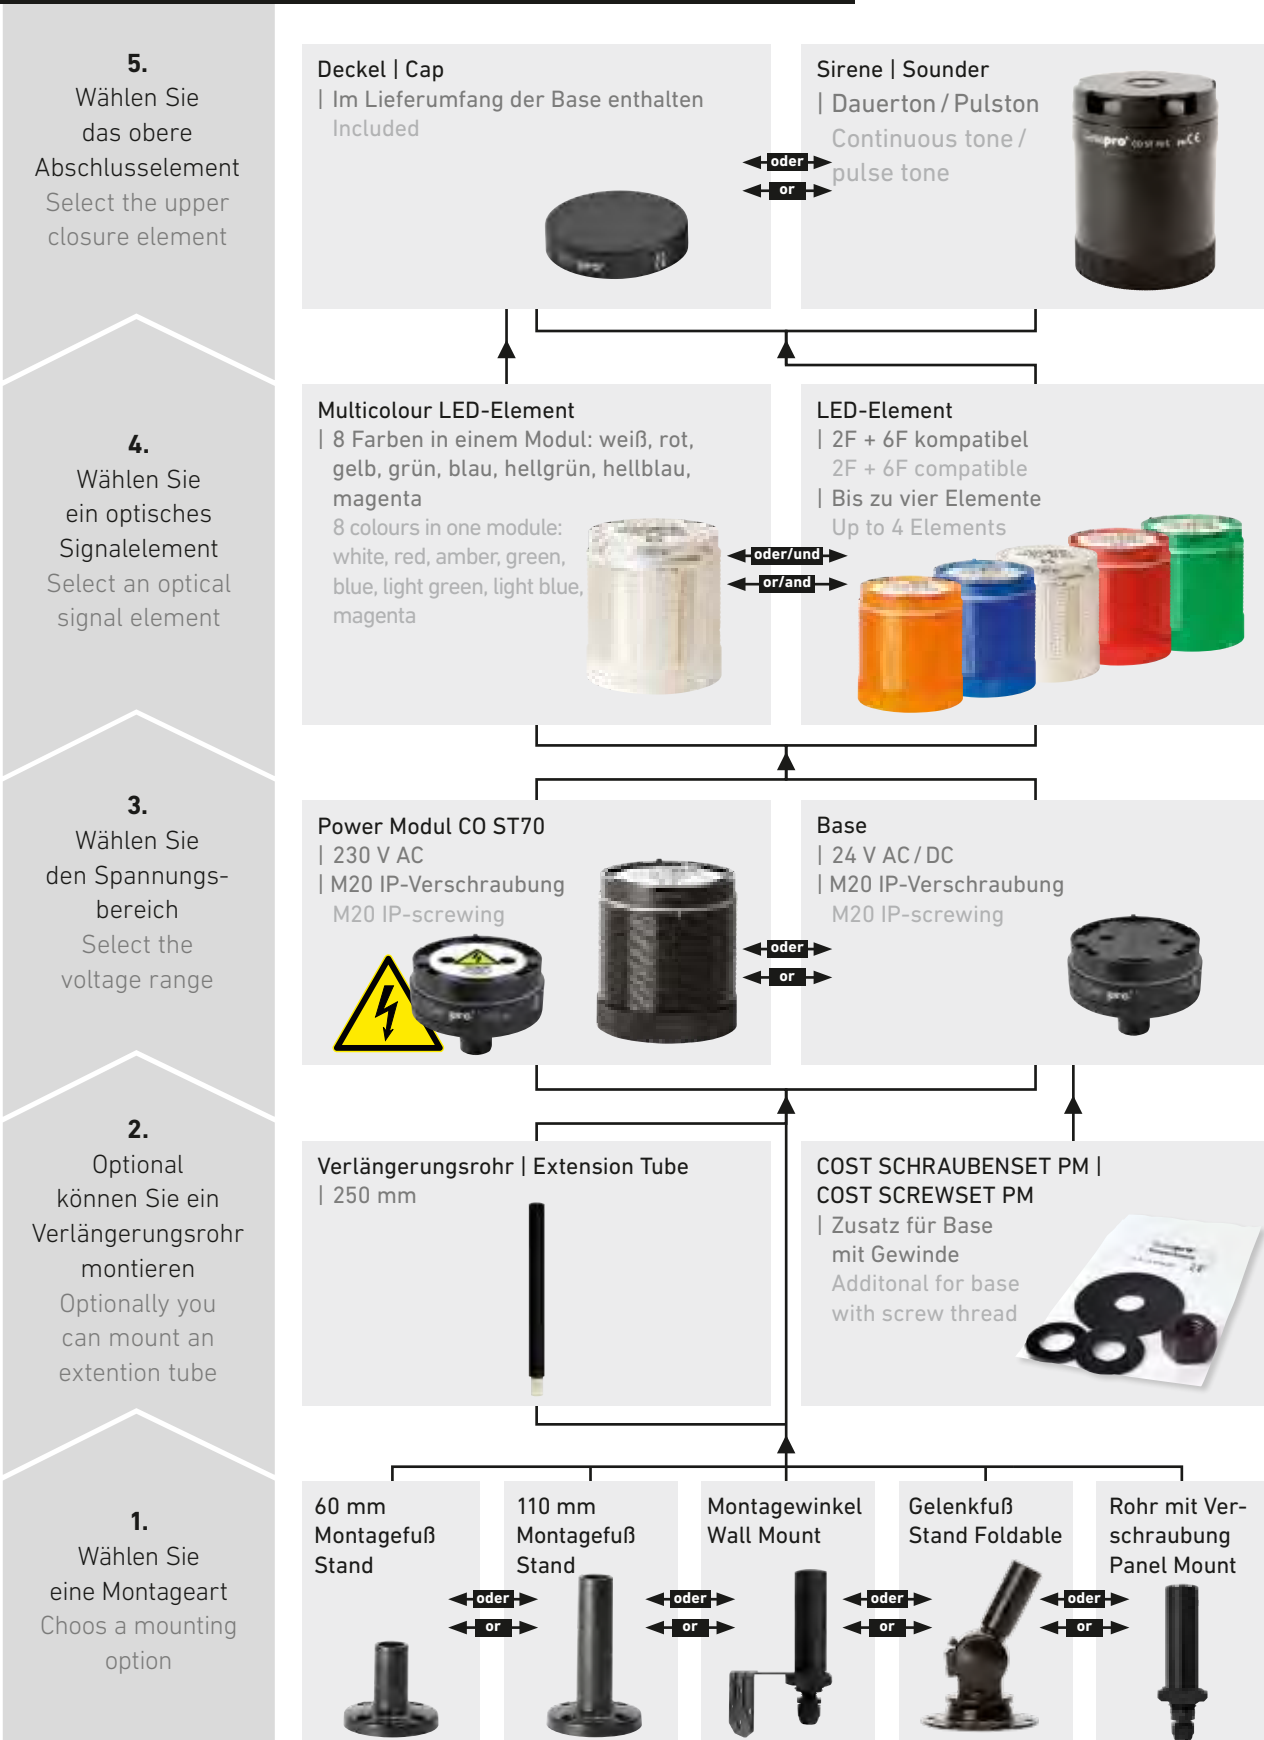 5.
Wählen Sie
das obere
Abschlusselement
Select the upper
closure element
Deckel | Cap
| Im Lieferumfang der Base enthalten
Included
oder
or
Sirene | Sounder
| Dauerton / Pulston
Continuous tone /
pulse tone
4.
Wählen Sie
ein optisches
Signalelement
Select an optical
signal element
Multicolour LED-Element
| 8 Farben in einem Modul: weiß, rot,
gelb, grün, blau, hellgrün, hellblau,
magenta
8 colours in one module:
white, red, amber, green,
blue, light green, light blue,
magenta
oder/und
or/and
LED-Element
| 2F + 6F kompatibel
2F + 6F compatible
| Bis zu vier Elemente
Up to 4 Elements
3.
Wählen Sie
den Spannungs-
bereich
Select the
voltage range
Power Modul CO ST70
| 230 V AC
| M20 IP-Verschraubung
M20 IP-screwing
oder
or
Base
| 24 V AC / DC
| M20 IP-Verschraubung
M20 IP-screwing
2.
Optional
können Sie ein
Verlängerungsrohr
montieren
Optionally you
can mount an
extention tube
Verlängerungsrohr | Extension Tube
| 250 mm
COST SCHRAUBENSET PM |
COST SCREWSET PM
| Zusatz für Base
mit Gewinde
Additonal for base
with screw thread
1.
Wählen Sie
eine Montageart
Choos a mounting
option
60 mm
Montagefuß
Stand
oder
or
110 mm
Montagefuß
Stand
oder
or
Montagewinkel
Wall Mount
oder
or
Gelenkfuß
Stand Foldable
oder
or
Rohr mit Ver-
schraubung
Panel Mount